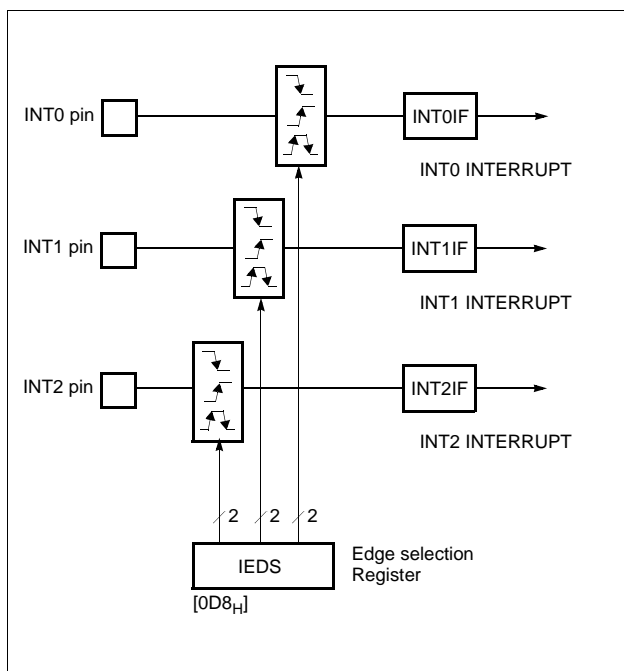 INT0 pin
INT0IF
INT0 INTERRUPT
INT1 pin
INT1IF
INT1 INTERRUPT
INT2 pin
INT2IF
INT2 INTERRUPT
2 2 2
IEDS
Edge selection
Register
[0D8H]